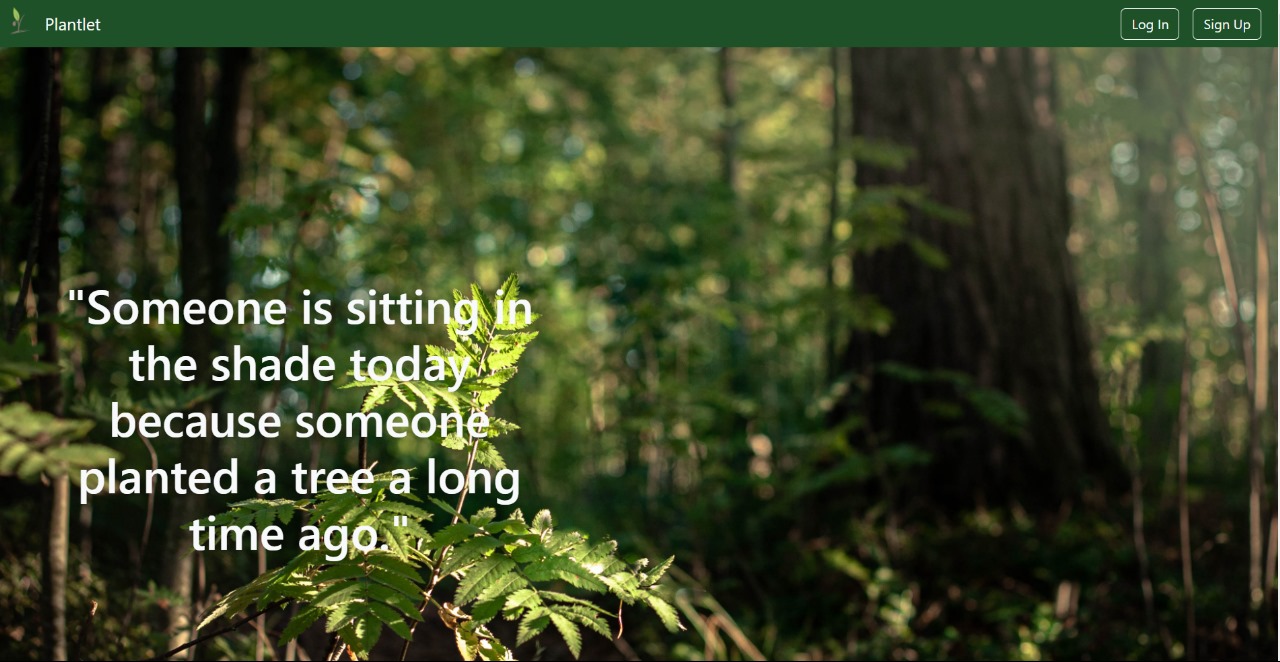 Plantlet
Log In
Sign Up
"Someone is sitting in
the shade today
because someone
planted a tree a long
time ago."